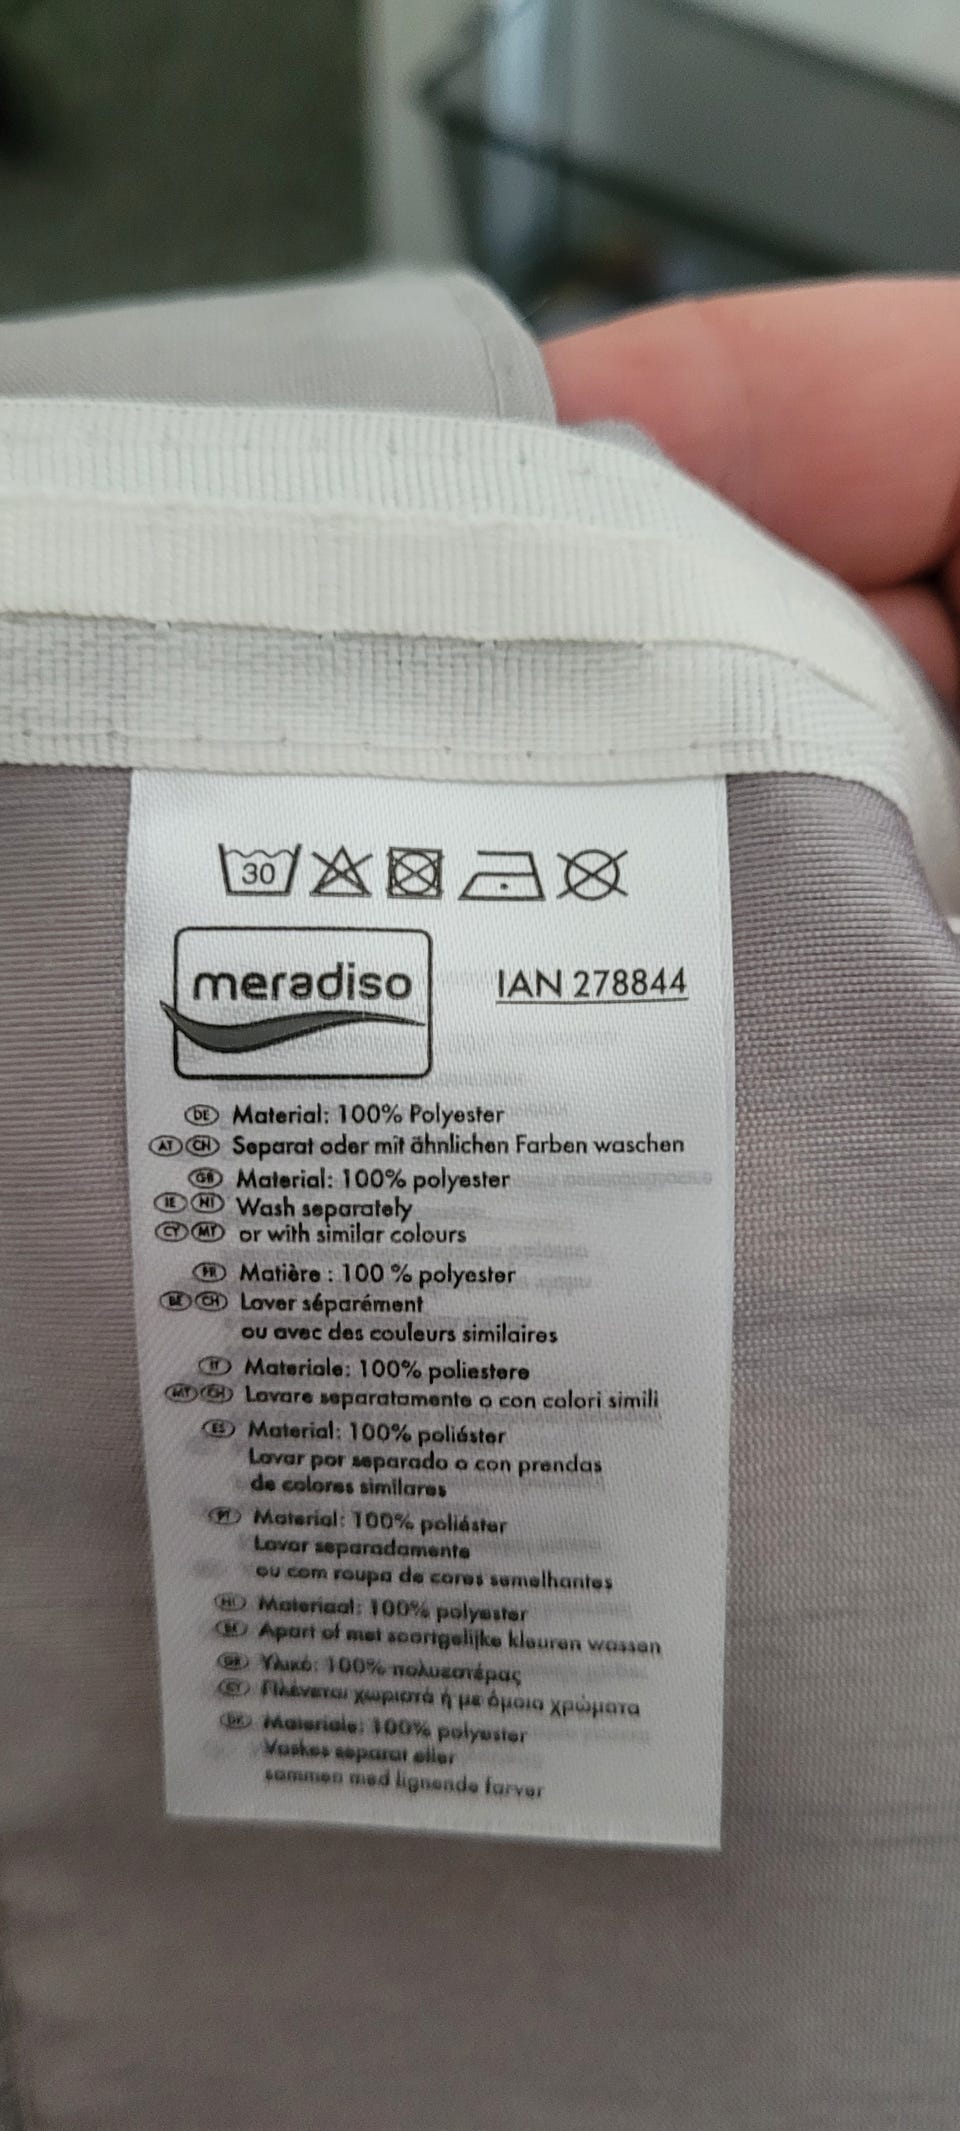 30
meradiso
IAN 278844
DE Material: 100% Polyester
AT CH Separat oder mit ähnlichen Farben waschen
GB Material: 100% polyester
IE NI Wash separately
CY MT or with similar colours
FR Matière : 100 % polyester
BE CH Laver séparément
ou avec des couleurs similaires
IT Materiale: 100% poliestere
MT CH Lavare separatamente o con colori simili
ES Material: 100% poliéster
Lavar por separado o con prendas
de colores similares
PT Material: 100% poliéster
Lavar separadamente
ou com roupa de cores semelhantes
Materiaal: 100% polyester
BE Apart of met soortgelijke kleuren wassen
GR Υλικό: 100% πολυεστέρας
CY Πλένεται χωριστά ή με όμοια χρώματα
DK Materiale: 100% polyester
Vaskes separat eller
sammen med lignende farver